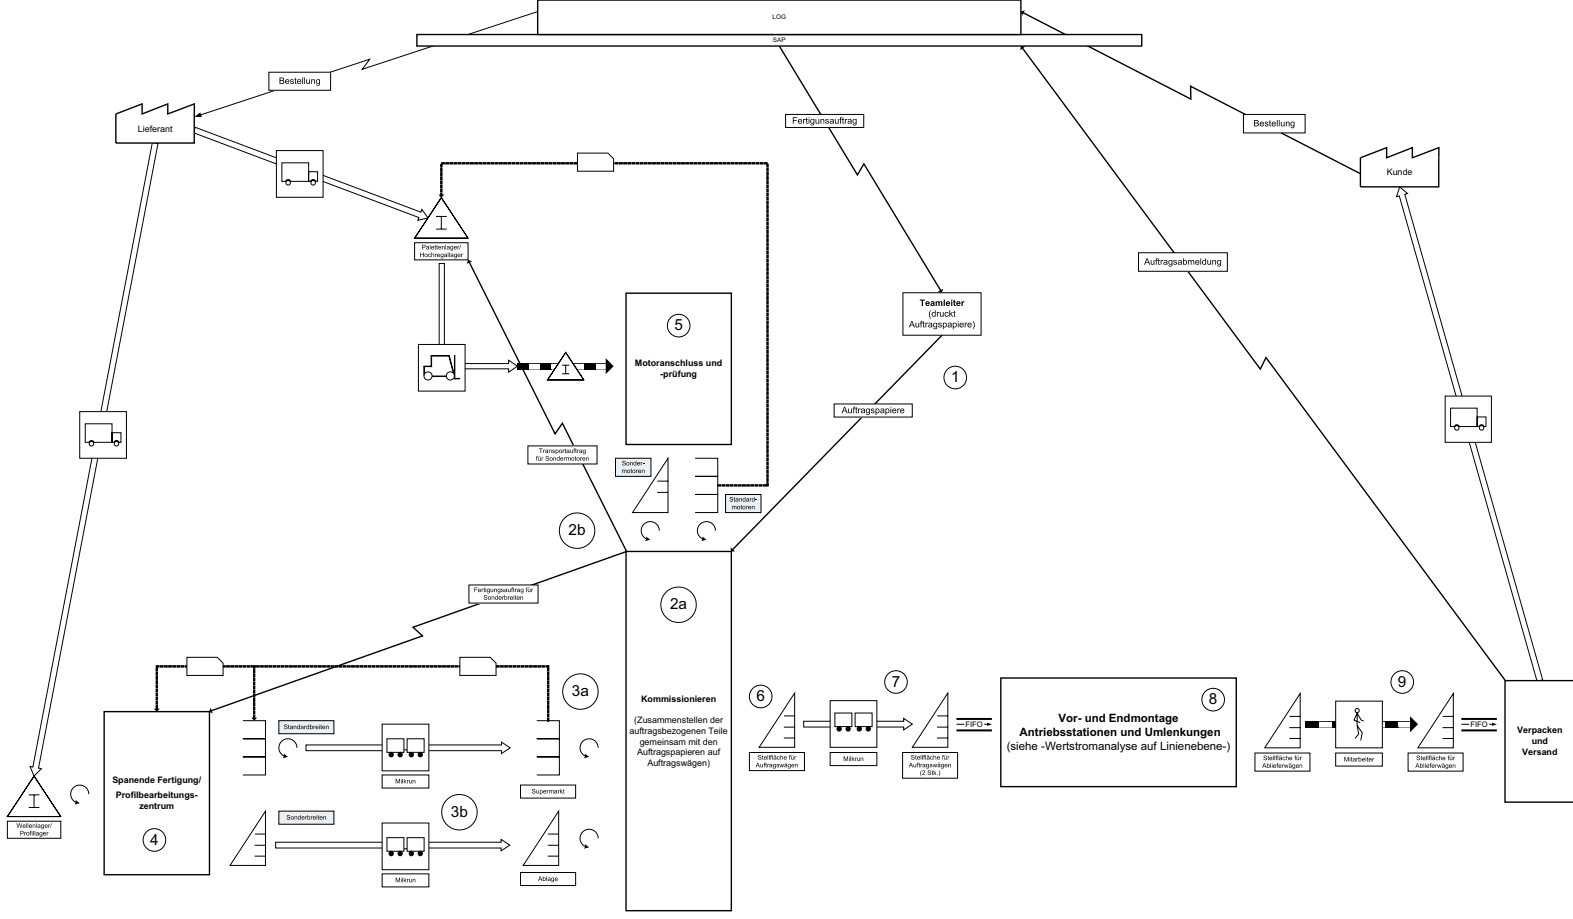 LOG
SAP
Bestellung
Lieferant
Fertigunsauftrag
Bestellung
Kunde
Palettenlager/
Hochregallager
Auftragsabmeldung
Teamleiter
(druckt
Auftragspapiere)
5
Motoranschluss und
-prüfung
1
Auftragspapiere
Transportauftrag
für Sondermotoren
Sonder-
motoren
Standard-
motoren
2b
Fertigungsauftrag für
Sonderbreiten
2a
Kommissionieren
(Zusammenstellen der
auftragsbezogenen Teile
gemeinsam mit den
Auftragspapieren auf
Auftragswägen)
3a
Standardbreiten
Milkrun
Supermarkt
Spanende Fertigung/
Profilbearbeitungs-
zentrum
4
Wellenlager/
Profillager
Sonderbreiten
3b
Milkrun
Ablage
6
Stellfläche für
Auftragswägen
7
Milkrun
Stellfläche für
Auftragswägen
(2 Stk.)
FIFO
8
Vor- und Endmontage
Antriebsstationen und Umlenkungen
(siehe -Wertstromanalyse auf Linienebene-)
Stellfläche für
Ablieferwägen
9
Mitarbeiter
Stellfläche für
Ablieferwägen
FIFO
Verpacken
und
Versand